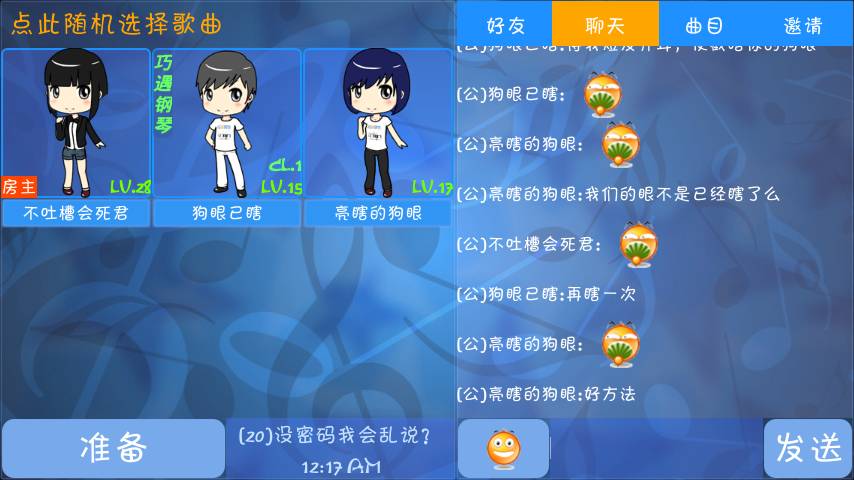 点此随机选择歌曲
好友
聊天
曲目
邀请
巧遇钢琴
CL.1
房主
LV.28
LV.15
LV.17
不吐槽会死君
狗眼已瞎
亮瞎的狗眼
(公)狗眼已瞎:
(公)亮瞎的狗眼:
(公)亮瞎的狗眼:我们的眼不是已经瞎了么
(公)不吐槽会死君:
(公)狗眼已瞎:再瞎一次
(公)亮瞎的狗眼:
(公)亮瞎的狗眼:好方法
准备
(20)没密码我会乱说?
12:17 AM
发送